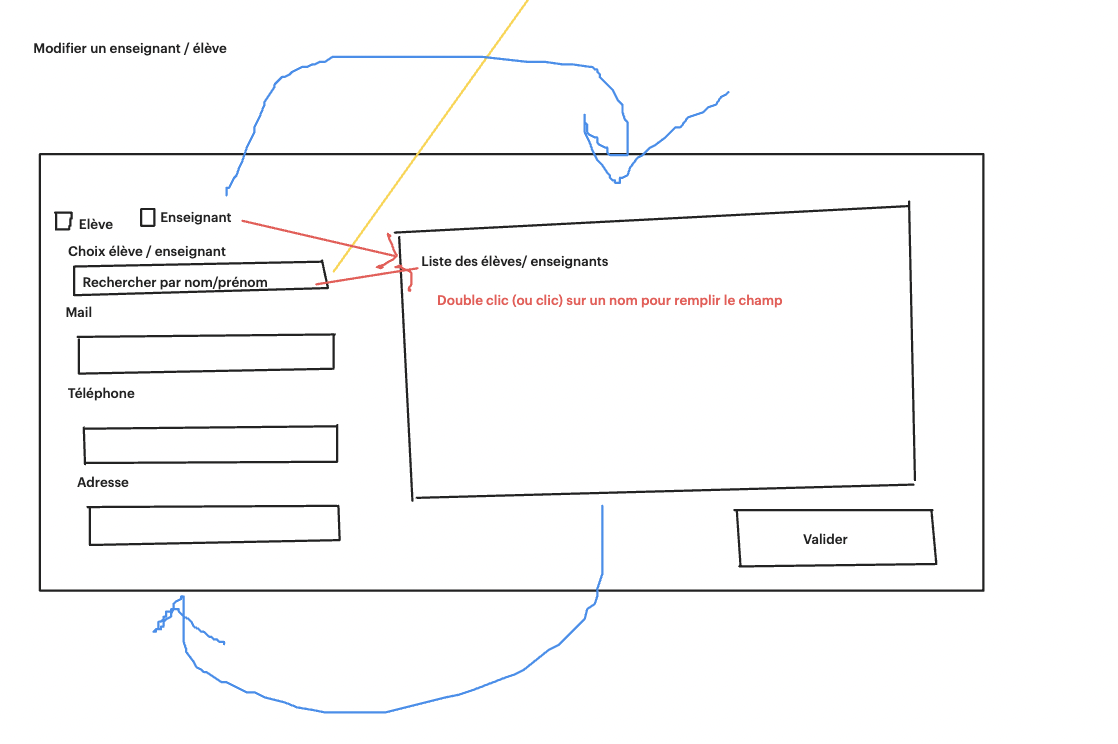 Modifier un enseignant / élève
Elève
Enseignant
Choix élève / enseignant
Rechercher par nom/prénom
Mail
Téléphone
Adresse
Liste des élèves/ enseignants
Double clic (ou clic) sur un nom pour remplir le champ
Valider